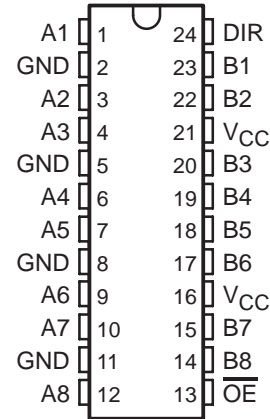 A1 1 24 DIR
GND 2 23 B1
A2 3 22 B2
A3 4 21 VCC
GND 5 20 B3
A4 6 19 B4
A5 7 18 B5
GND 8 17 B6
A6 9 16 VCC
A7 10 15 B7
GND 11 14 B8
A8 12 13 O̅E̅